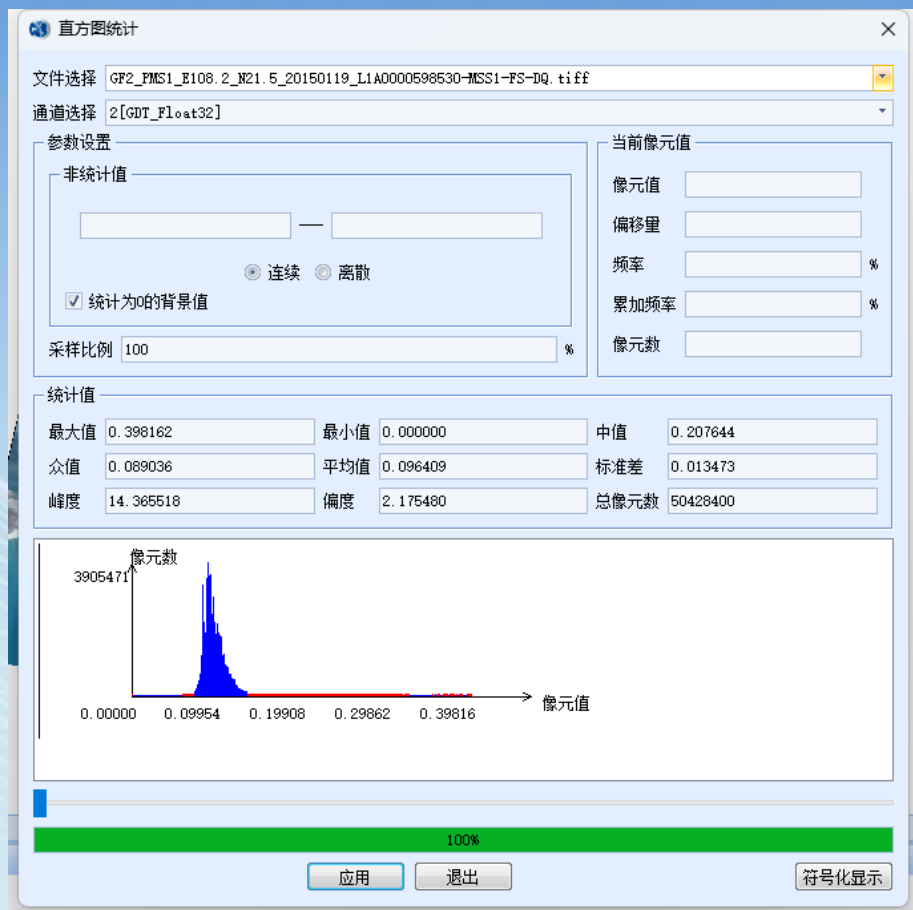 直方图统计
文件选择 GF2_PMS1_E108.2_N21.5_20150119_L1A0000598530-MSS1-FS-DQ.tiff
通道选择 2[GDT_Float32]
参数设置
非统计值
—
连续 离散
统计为0的背景值
采样比例 100 %
当前像元值
像元值
偏移量
频率 %
累加频率 %
像元数
统计值
最大值 0.398162 最小值 0.000000 中值 0.207644
众值 0.089036 平均值 0.096409 标准差 0.013473
峰度 14.365518 偏度 2.175480 总像元数 50428400
像元数
3905471
像元值
0.00000 0.09954 0.19908 0.29862 0.39816
100%
应用 退出 符号化显示